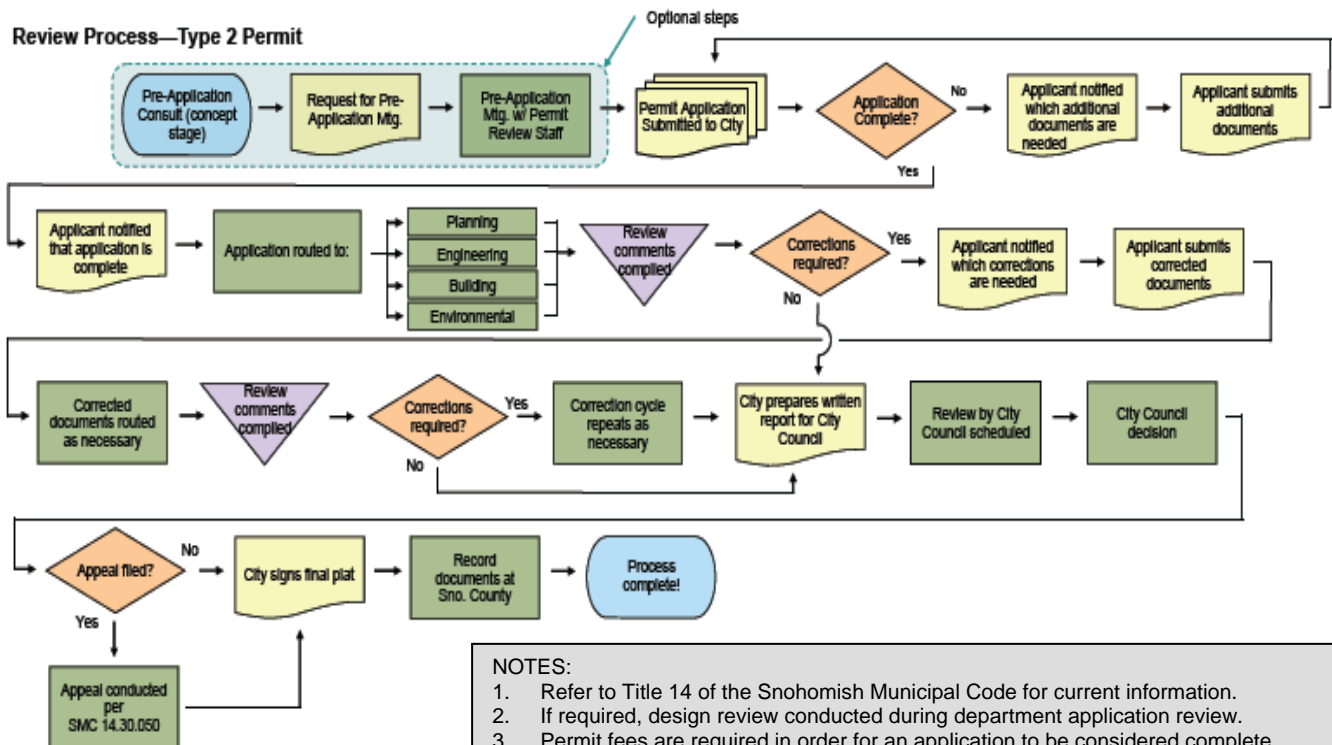 Optional steps
Review Process—Type 2 Permit
Pre-Application
Consult (concept
stage)
Request for Pre-
Application Mtg.
Pre-Application
Mtg. w/ Permit
Review Staff
Permit Application
Submitted to City
Application
Complete?
No
Applicant notified
which additional
documents are
needed
Applicant submits
additional
documents
Yes
Applicant notified
that application is
complete
Application routed to:
Planning
Engineering
Building
Environmental
Review
comments
compiled
Corrections
required?
Yes
Applicant notified
which corrections
are needed
Applicant submits
corrected
documents
No
Corrected
documents routed
as necessary
Review
comments
compiled
Corrections
required?
Yes
Correction cycle
repeats as
necessary
City prepares written
report for City
Council
Review by City
Council scheduled
City Council
decision
No
Appeal filed?
No
City signs final plat
Record
documents at
Sno. County
Process
complete!
Yes
Appeal conducted
per
SMC 14.30.050
NOTES:
1. Refer to Title 14 of the Snohomish Municipal Code for current information.
2. If required, design review conducted during department application review.
3. Permit fees are required in order for an application to be considered complete